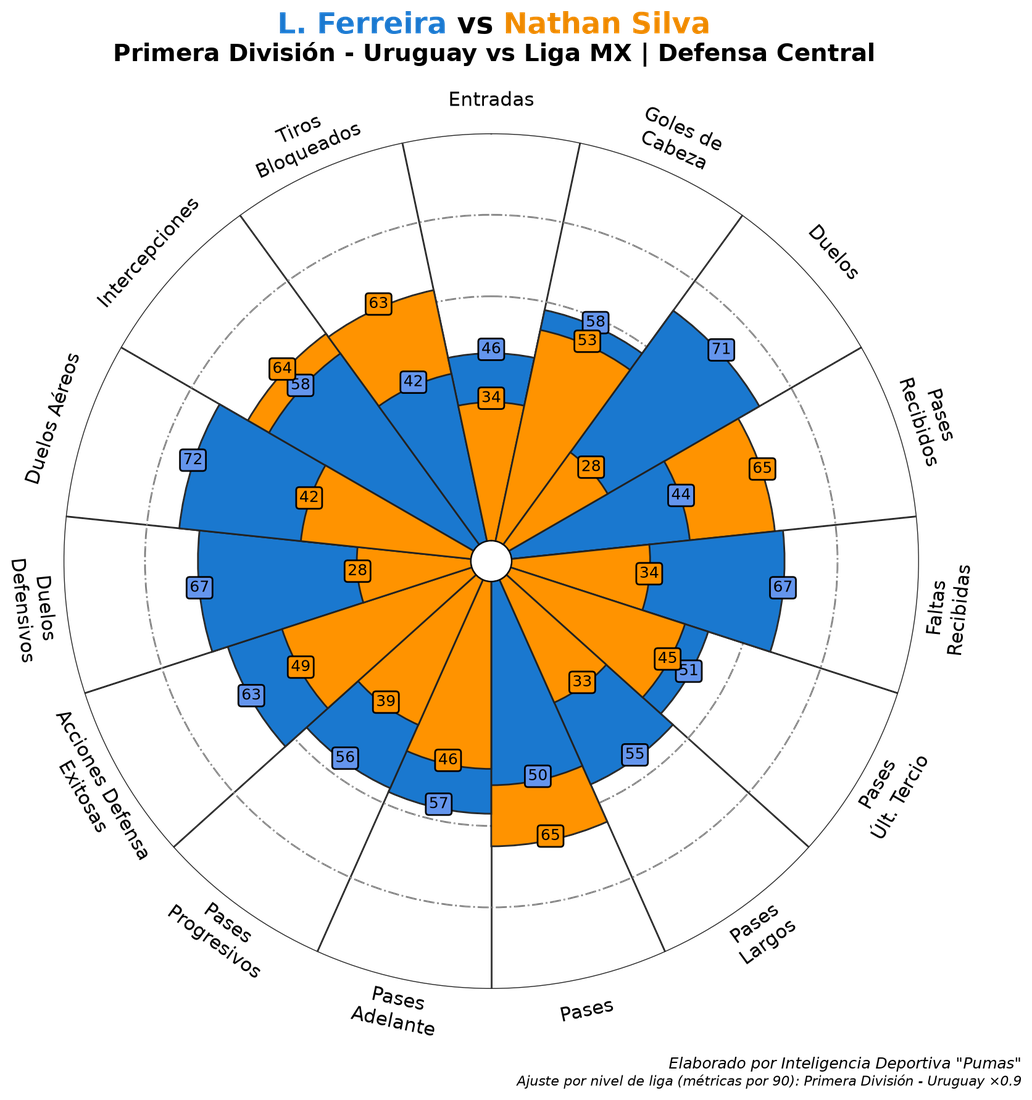 L. Ferreira vs Nathan Silva
Primera División - Uruguay vs Liga MX | Defensa Central
Entradas
Goles de
Cabeza
Duelos
Pases
Recibidos
Faltas
Recibidas
Pases
Últ. Tercio
Pases
Largos
Pases
Pases
Adelante
Pases
Progresivos
Acciones Defensa
Exitosas
Duelos
Defensivos
Duelos Aéreos
Intercepciones
Tiros
Bloqueados
46
34
58
53
71
28
65
44
67
34
51
45
55
33
50
65
57
46
56
39
63
49
67
28
72
42
64
58
63
42
Elaborado por Inteligencia Deportiva "Pumas"
Ajuste por nivel de liga (métricas por 90): Primera División - Uruguay ×0.9